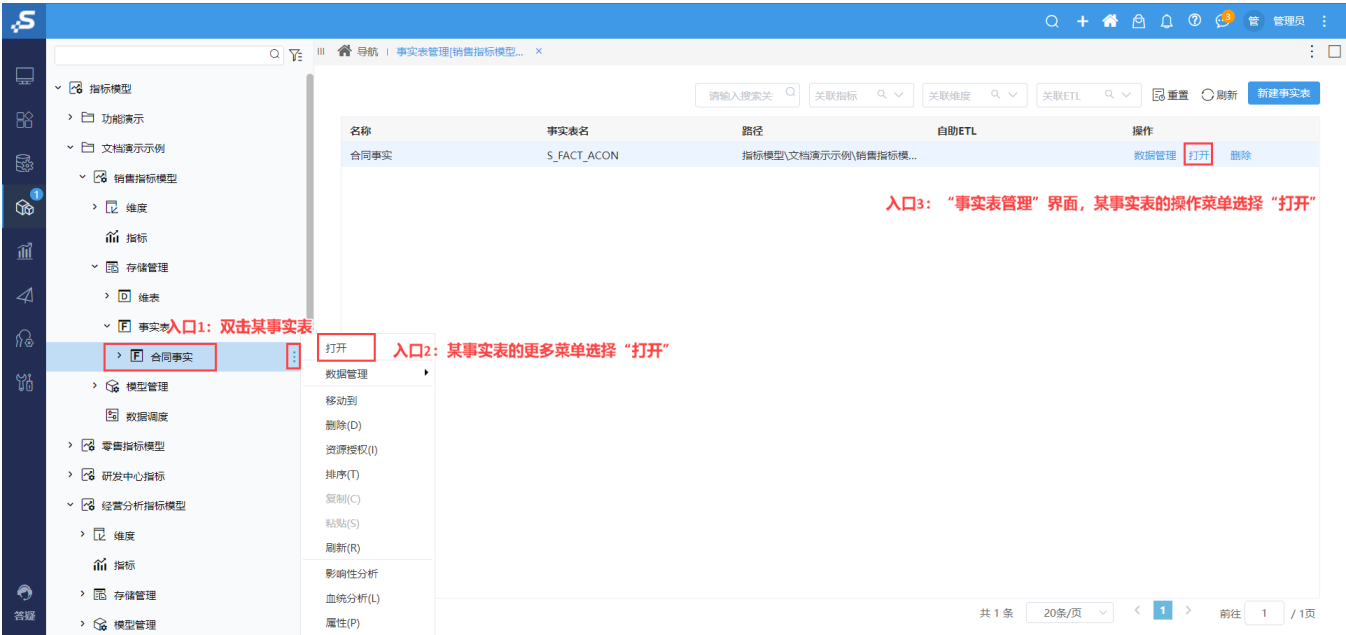 S
3
管
管理员
导航
事实表管理[销售指标模型...
×
指标模型
请输入搜索关
关联指标
关联维度
关联ETL
重置
刷新
新建事实表
功能演示
名称
事实表名
路径
自助ETL
操作
文档演示示例
合同事实
S_FACT_ACON
指标模型\文档演示示例\销售指标模...
数据管理
打开
删除
销售指标模型
1
维度
入口3：“事实表管理”界面，某事实表的操作菜单选择“打开”
指标
存储管理
D 维表
F 事实表
入口1：双击某事实表
F 合同事实
打开
入口2：某事实表的更多菜单选择“打开”
数据管理
模型管理
移动到
数据调度
删除(D)
零售指标模型
资源授权(I)
研发中心指标
排序(T)
复制(C)
经营分析指标模型
粘贴(S)
维度
刷新(R)
指标
影响性分析
存储管理
血统分析(L)
答疑
模型管理
属性(P)
共 1 条
20条/页
1
前往
1
/ 1页